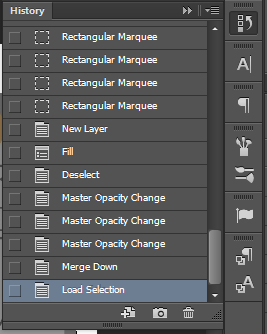 History
Rectangular Marquee
Rectangular Marquee
Rectangular Marquee
Rectangular Marquee
New Layer
Fill
Deselect
Master Opacity Change
Master Opacity Change
Master Opacity Change
Merge Down
Load Selection
A
A